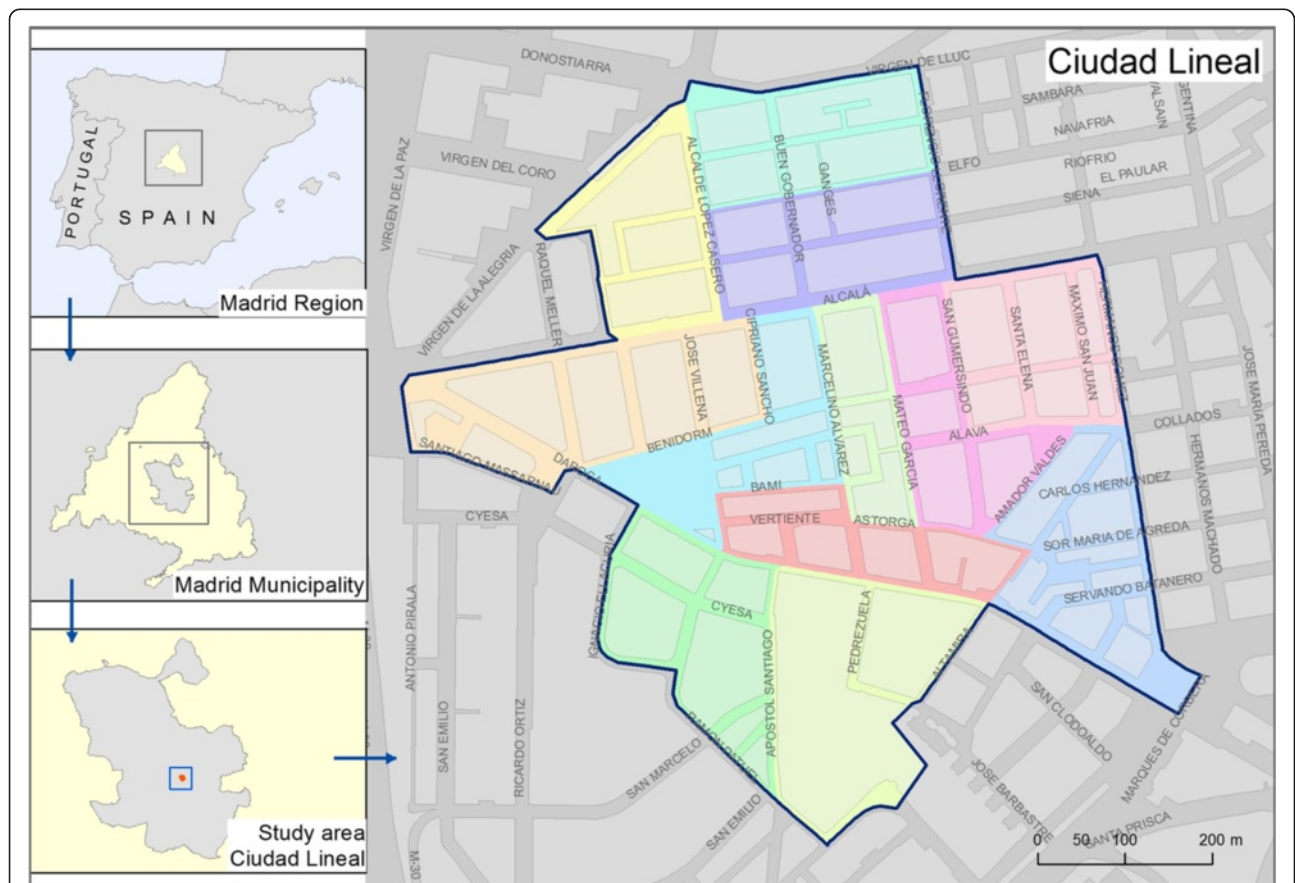 Ciudad Lineal
PORTUGAL
SPAIN
Madrid Region
Madrid Municipality
Study area
Ciudad Lineal
DONOSTIARRA
VIRGEN DE LLUC
SAMBARA
NAVAFRIA
ELFO
RIOFRIO
EL PAULAR
SIENA
VIRGEN DE LA PAZ
VIRGEN DEL CORO
ALCALDE LOPEZ CASERO
BUEN GOBERNADOR
GANGES
VIRGEN DE LA ALEGRIA
RAQUEL MELLER
ALCALÁ
JOSE VILLENA
CIPRIANO SANCHO
MARCELINO ALVAREZ
MATEO GARCIA
SAN GUMERSINDO
SANTA ELENA
MAXIMO SAN JUAN
HERMANOS GOMEZ
JOSE MARIA PEREDA
COLLADOS
HERMANOS MACHADO
BENIDORM
ALAVA
SANTIAGO MASSARNAU
DAROCA
BAMI
AMADOR VALDES
CARLOS HERNANDEZ
CYESA
VERTIENTE
ASTORGA
SOR MARIA DE AGREDA
SERVANDO BATANERO
IGNACIO ELLACURIA
CYESA
ANTONIO PIRALA
APOSTOL SANTIAGO
PEDREZUELA
ALTAMIRA
SAN EMILIO
RICARDO ORTIZ
SAN MARCELO
SAN CLODOALDO
SAN EMILIO
JOSE BARBASTRE
SANTA PRISCA
M-30
0 50 100 200 m